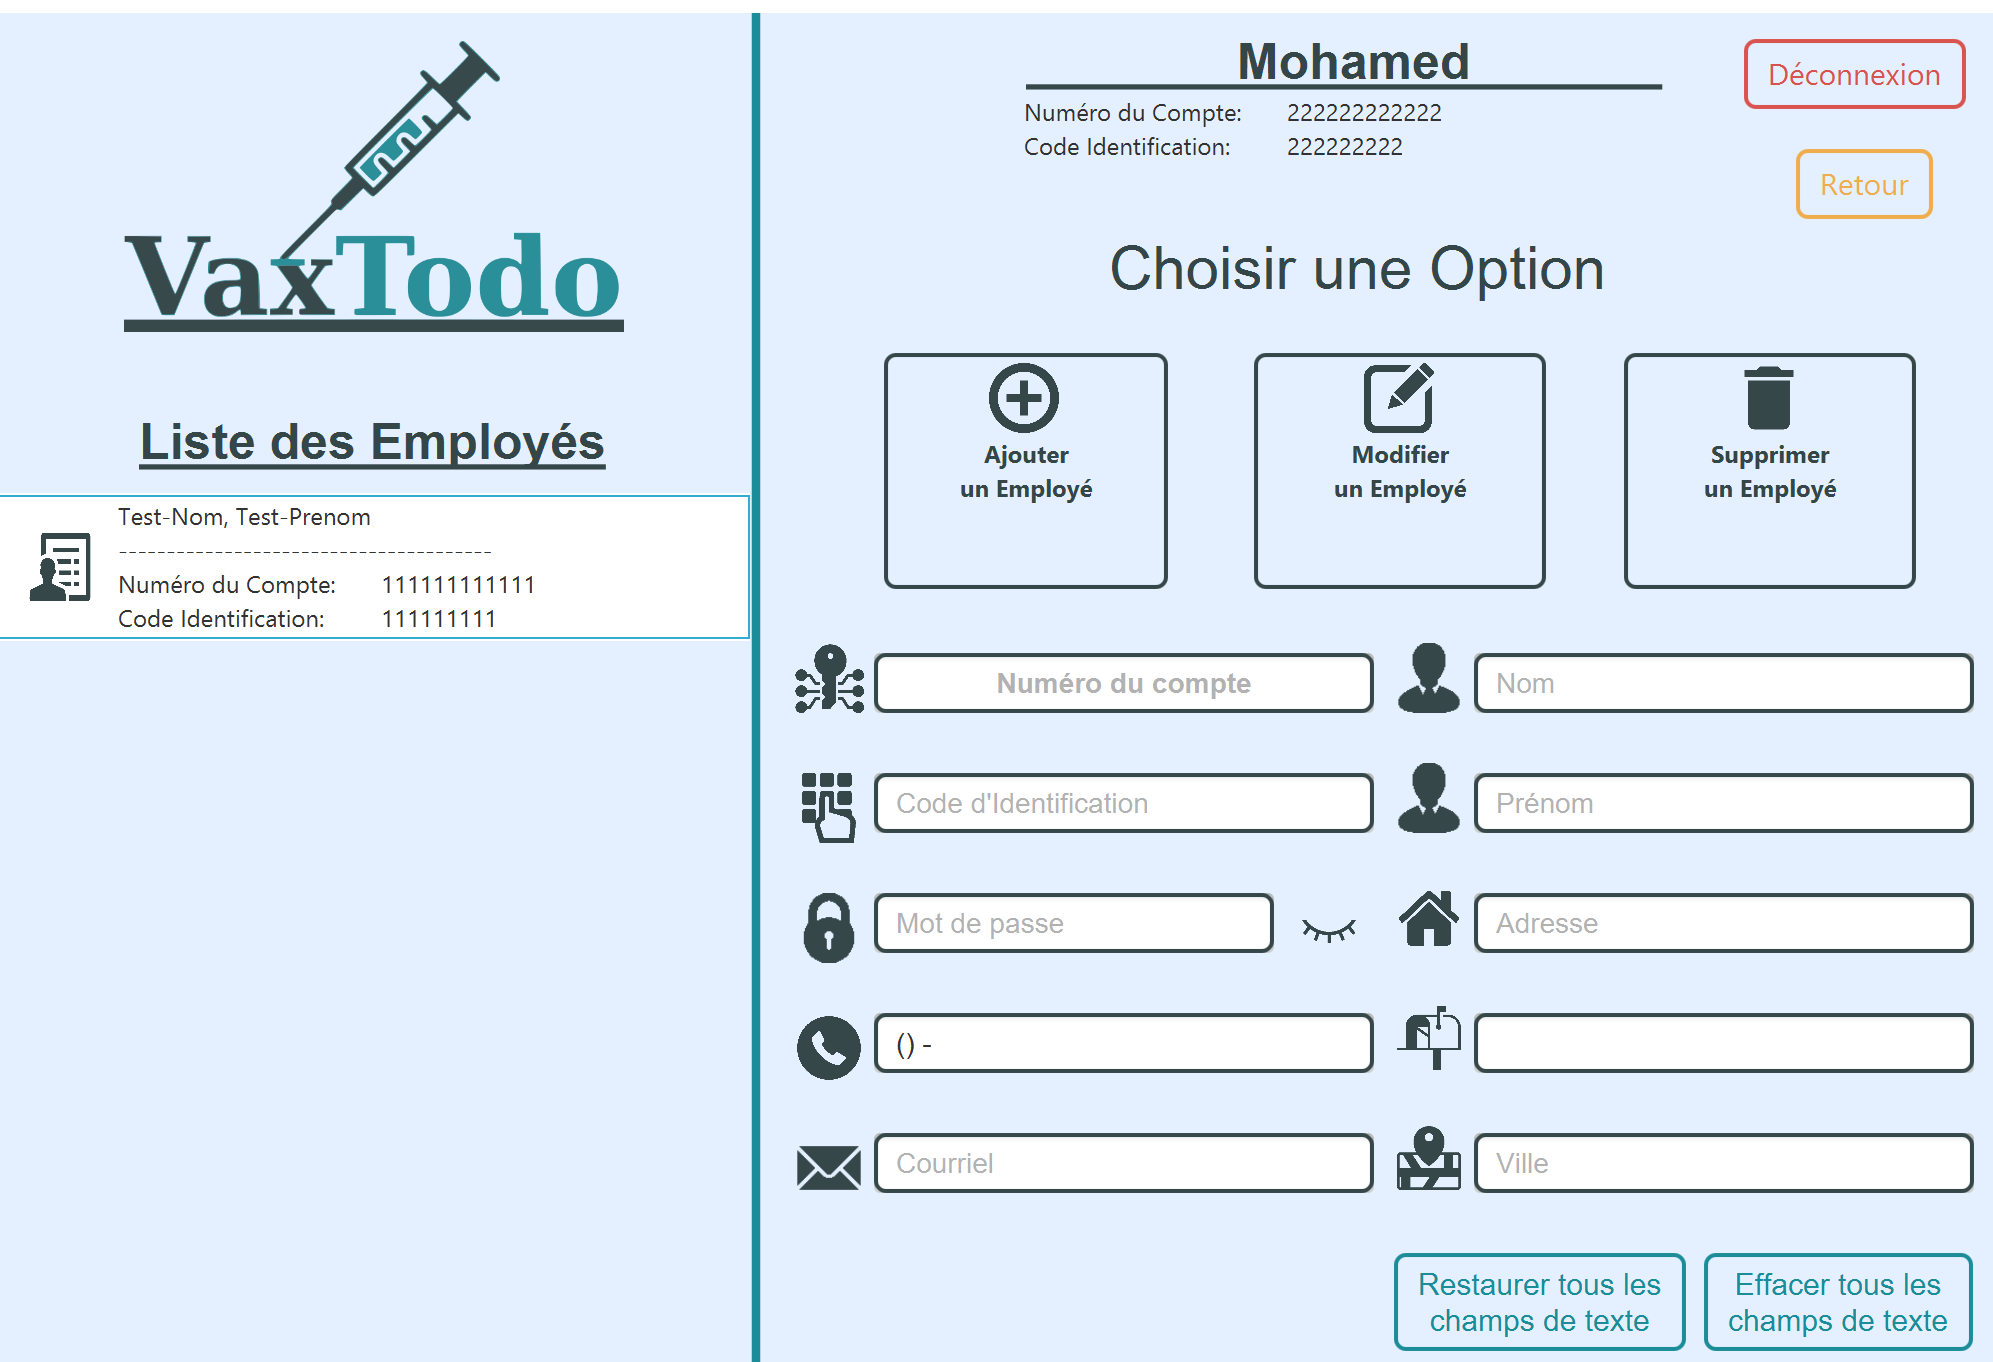 VaxTodo
Liste des Employés
Test-Nom, Test-Prenom
---------------------------------------
Numéro du Compte: 111111111111
Code Identification: 111111111
Mohamed
Numéro du Compte: 222222222222
Code Identification: 222222222
Déconnexion
Retour
Choisir une Option
Ajouter
un Employé
Modifier
un Employé
Supprimer
un Employé
Numéro du compte
Nom
Code d'Identification
Prénom
Mot de passe
Adresse
() -
Courriel
Ville
Restaurer tous les
champs de texte
Effacer tous les
champs de texte